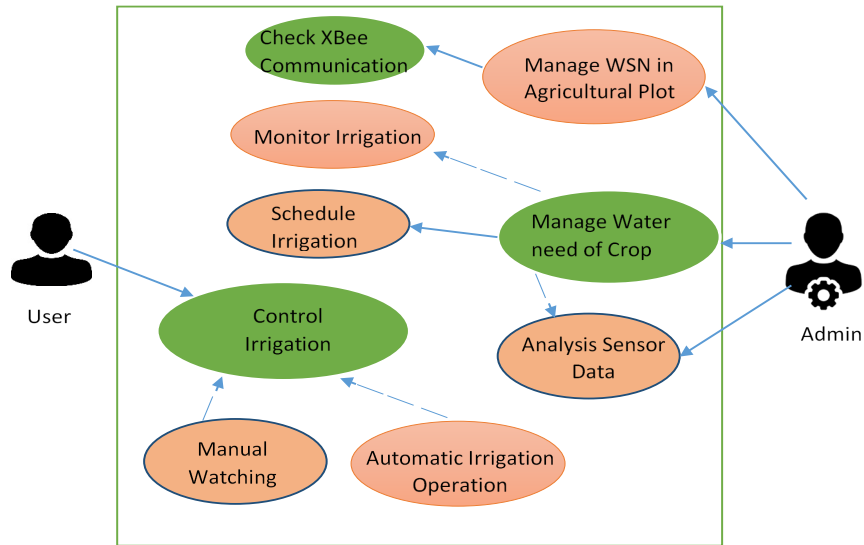 Check XBee
Communication
Manage WSN in
Agricultural Plot
Monitor Irrigation
Schedule
Irrigation
Manage Water
need of Crop
User
Control
Irrigation
Analysis Sensor
Data
Admin
Manual
Watching
Automatic Irrigation
Operation